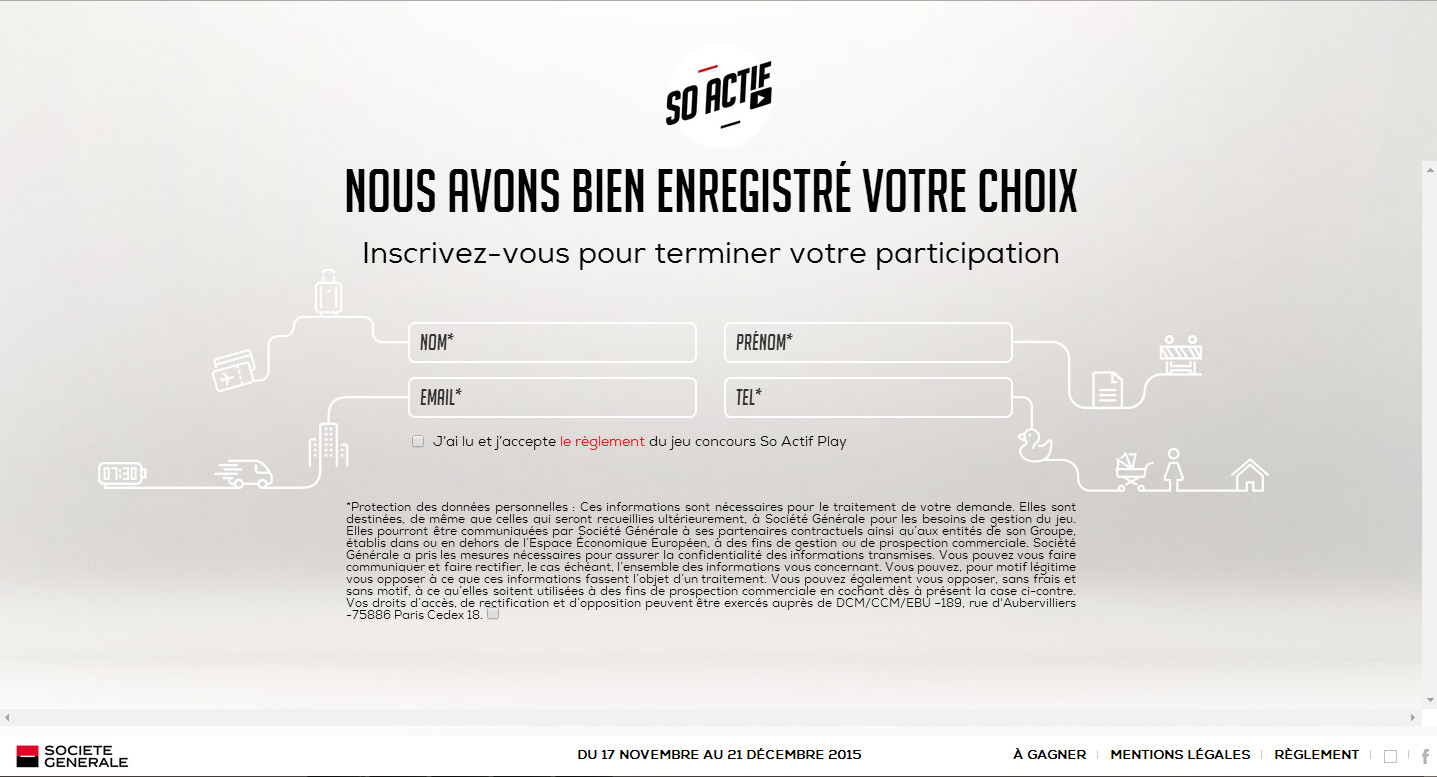 SO ACTIF
NOUS AVONS BIEN ENREGISTRÉ VOTRE CHOIX
Inscrivez-vous pour terminer votre participation
NOM* PRÉNOM*
EMAIL* TEL*
J'ai lu et j'accepte le règlement du jeu concours So Actif Play
07:30
*Protection des données personnelles : Ces informations sont nécessaires pour le traitement de votre demande. Elles sont
destinées, de même que celles qui seront recueillies ultérieurement, à Société Générale pour les besoins de gestion du jeu.
Elles pourront être communiquées par Société Générale à ses partenaires contractuels ainsi qu'aux entités de son Groupe,
établis dans ou en dehors de l'Espace Économique Européen, à des fins de gestion ou de prospection commerciale. Société
Générale a pris les mesures nécessaires pour assurer la confidentialité des informations transmises. Vous pouvez vous faire
communiquer et faire rectifier, le cas échéant, l'ensemble des informations vous concernant. Vous pouvez, pour motif légitime
vous opposer à ce que ces informations fassent l'objet d'un traitement. Vous pouvez également vous opposer, sans frais et
sans motif, à ce qu'elles soitent utilisées à des fins de prospection commerciale en cochant dès à présent la case ci-contre.
Vos droits d'accès, de rectification et d'opposition peuvent être exercés auprès de DCM/CCM/EBU –189, rue d'Aubervilliers
-75886 Paris Cedex 18.
SOCIETE
GENERALE
DU 17 NOVEMBRE AU 21 DÉCEMBRE 2015
À GAGNER | MENTIONS LÉGALES | RÈGLEMENT